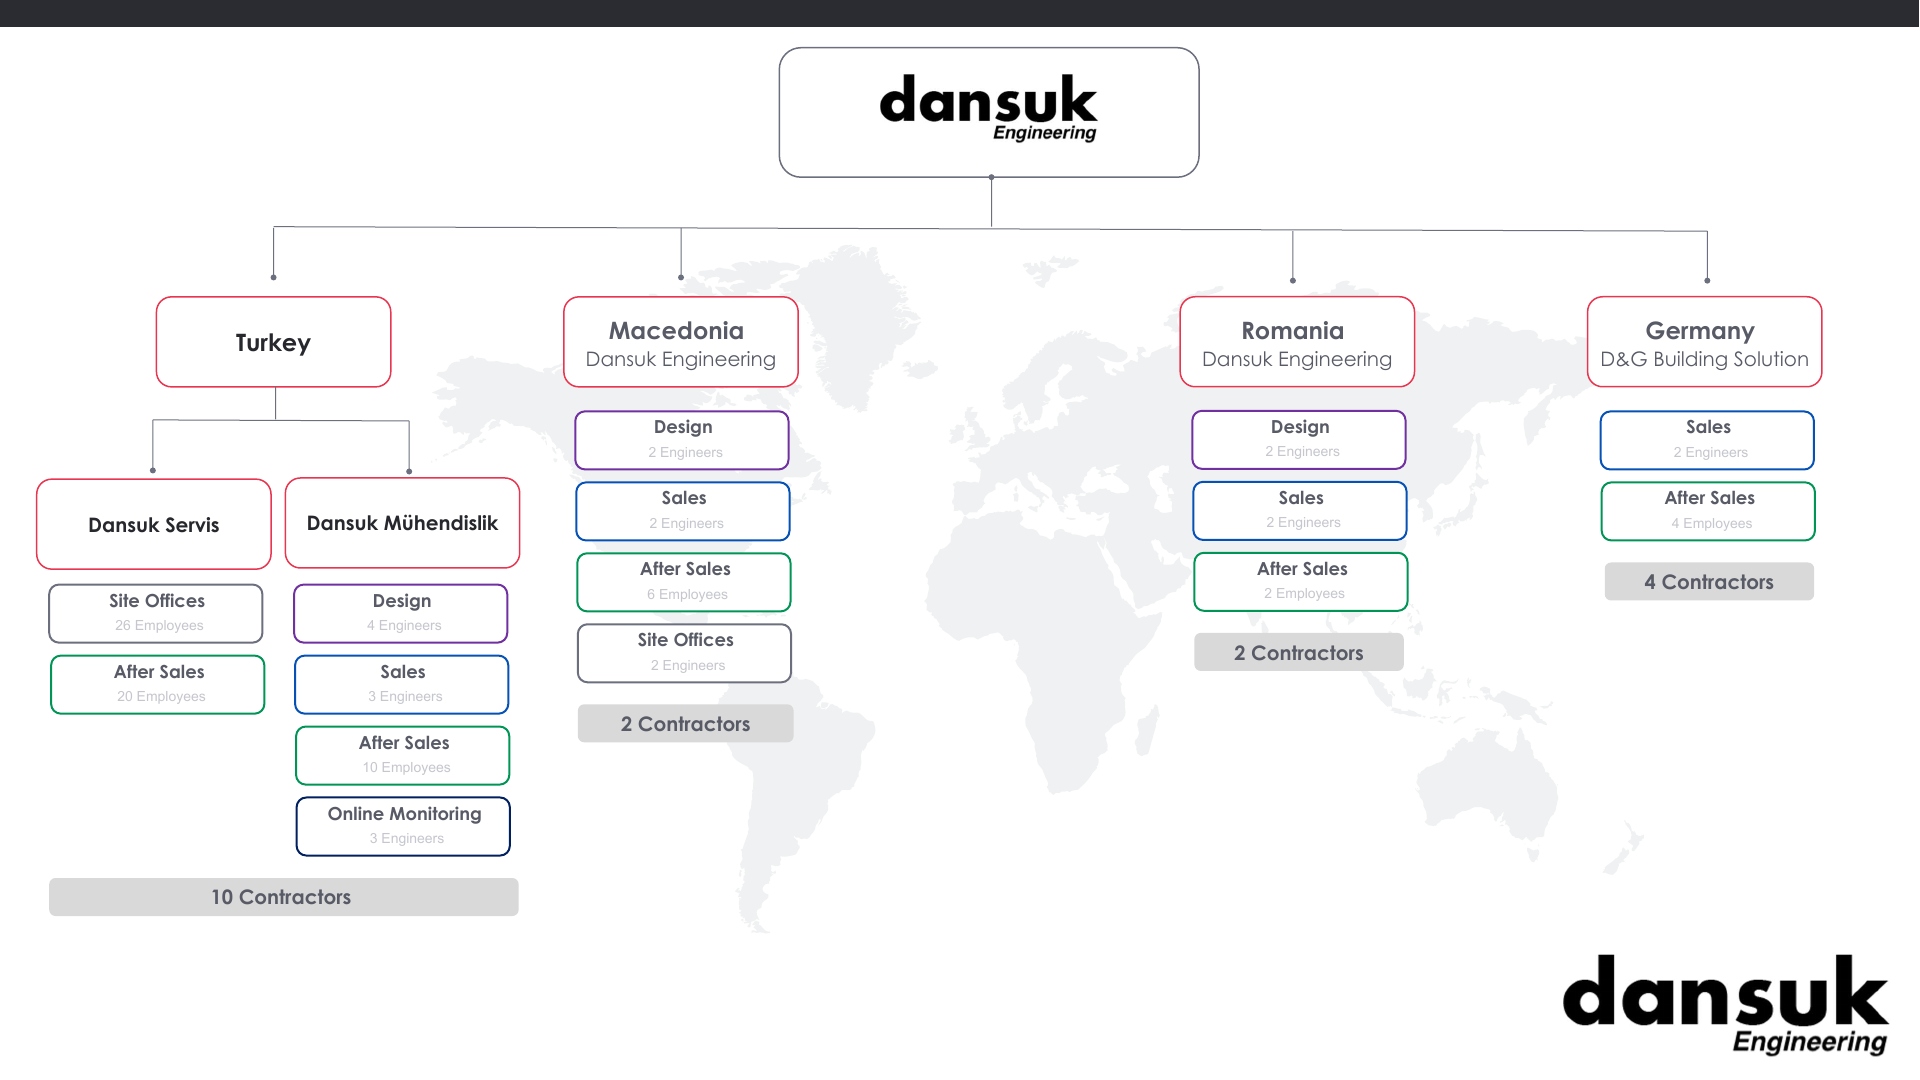 dansuk
Engineering
Turkey
Dansuk Servis
Site Offices
26 Employees
After Sales
20 Employees
Dansuk Mühendislik
Design
4 Engineers
Sales
3 Engineers
After Sales
10 Employees
Online Monitoring
3 Engineers
10 Contractors
Macedonia
Dansuk Engineering
Design
2 Engineers
Sales
2 Engineers
After Sales
6 Employees
Site Offices
2 Engineers
2 Contractors
Romania
Dansuk Engineering
Design
2 Engineers
Sales
2 Engineers
After Sales
2 Employees
2 Contractors
Germany
D&G Building Solution
Sales
2 Engineers
After Sales
4 Employees
4 Contractors
dansuk
Engineering